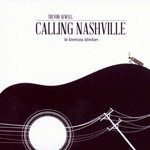 TREVOR SEWELL
CALLING NASHVILLE
An Americana Adventure